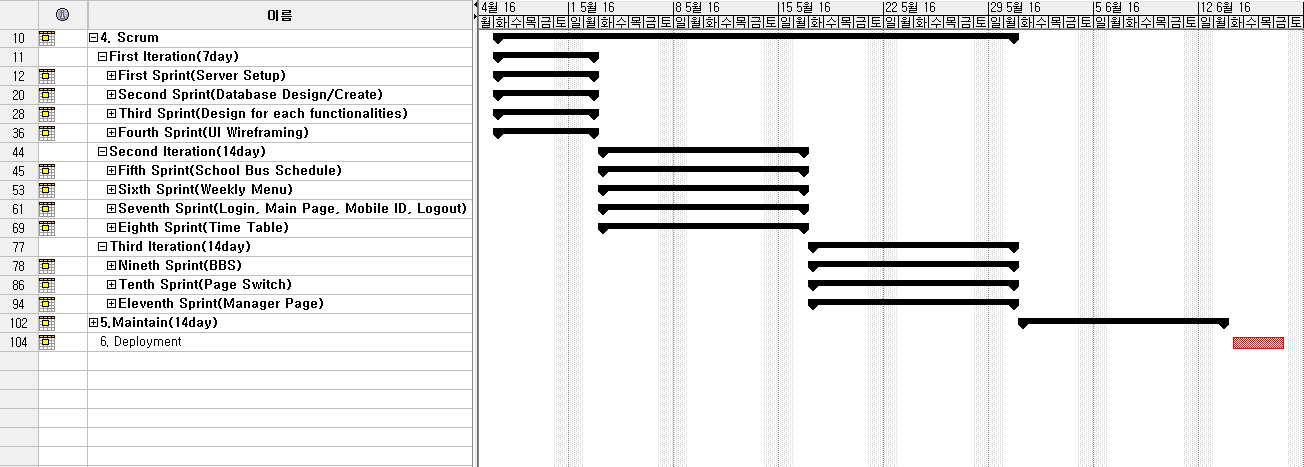 이름
4월 16 1 5월 16 8 5월 16 15 5월 16 22 5월 16 29 5월 16 5 6월 16 12 6월 16
월화수목금토일월화수목금토일월화수목금토일월화수목금토일월화수목금토일월화수목금토일월화수목금토일월화수목금토
10 4. Scrum
11 First Iteration(7day)
12 First Sprint(Server Setup)
20 Second Sprint(Database Design/Create)
28 Third Sprint(Design for each functionalities)
36 Fourth Sprint(UI Wireframing)
44 Second Iteration(14day)
45 Fifth Sprint(School Bus Schedule)
53 Sixth Sprint(Weekly Menu)
61 Seventh Sprint(Login, Main Page, Mobile ID, Logout)
69 Eighth Sprint(Time Table)
77 Third Iteration(14day)
78 Nineth Sprint(BBS)
86 Tenth Sprint(Page Switch)
94 Eleventh Sprint(Manager Page)
102 5.Maintain(14day)
104 6. Deployment